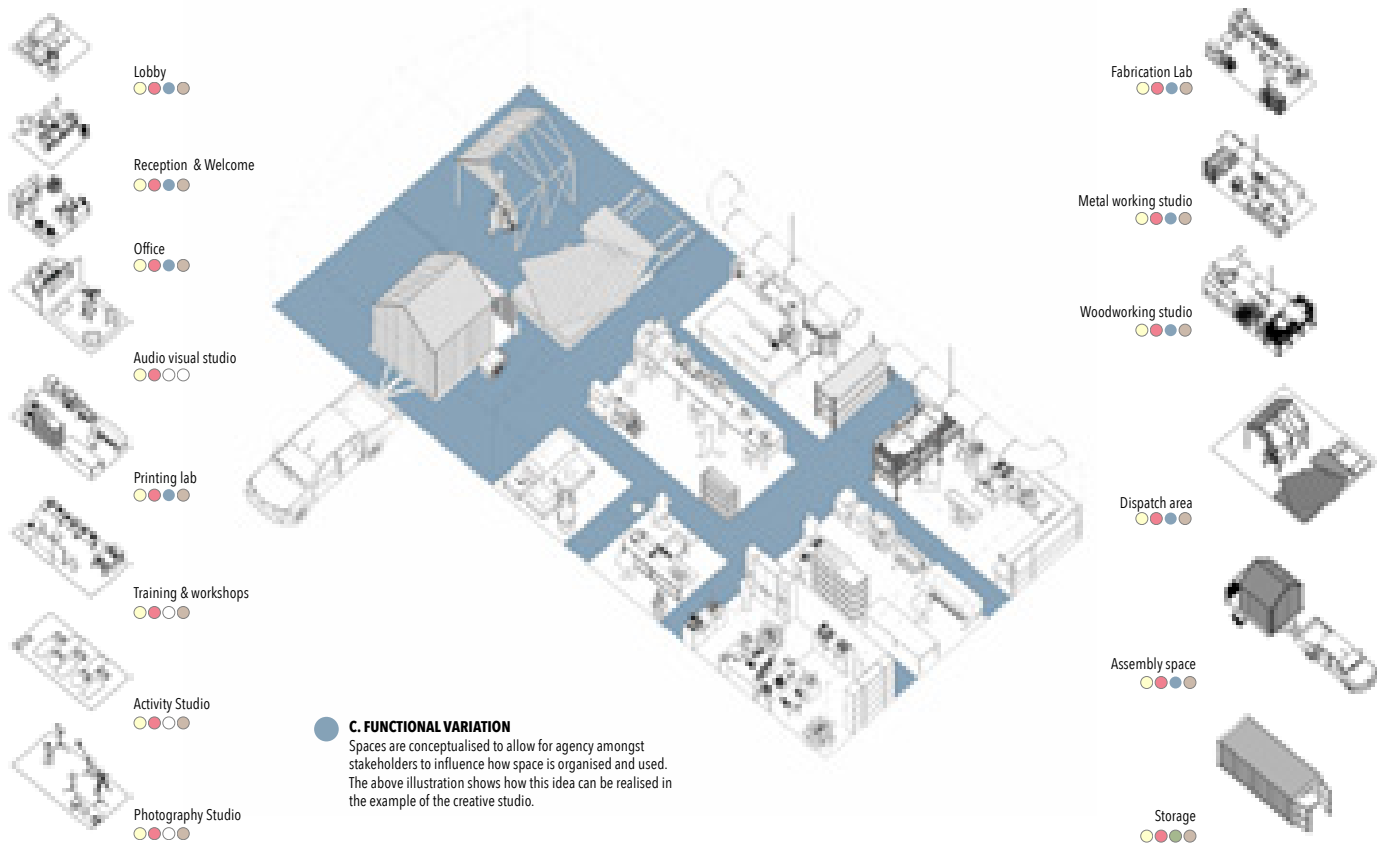 Lobby
Reception & Welcome
Office
Audio visual studio
Printing lab
Training & workshops
Activity Studio
Photography Studio
C. FUNCTIONAL VARIATION
Spaces are conceptualised to allow for agency amongst
stakeholders to influence how space is organised and used.
The above illustration shows how this idea can be realised in
the example of the creative studio.
Fabrication Lab
Metal working studio
Woodworking studio
Dispatch area
Assembly space
Storage